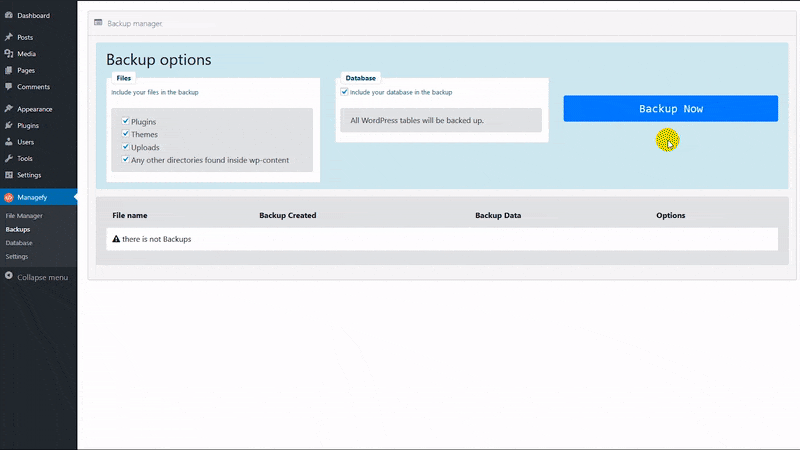 Dashboard
Posts
Media
Pages
Comments
Appearance
Plugins
Users
Tools
Settings
Managefy
File Manager
Backups
Database
Settings
Collapse menu
Backup manager.
Backup options
Files
Include your files in the backup
Plugins
Themes
Uploads
Any other directories found inside wp-content
Database
Include your database in the backup
All WordPress tables will be backed up.
Backup Now
File name Backup Created Backup Data Options
there is not Backups